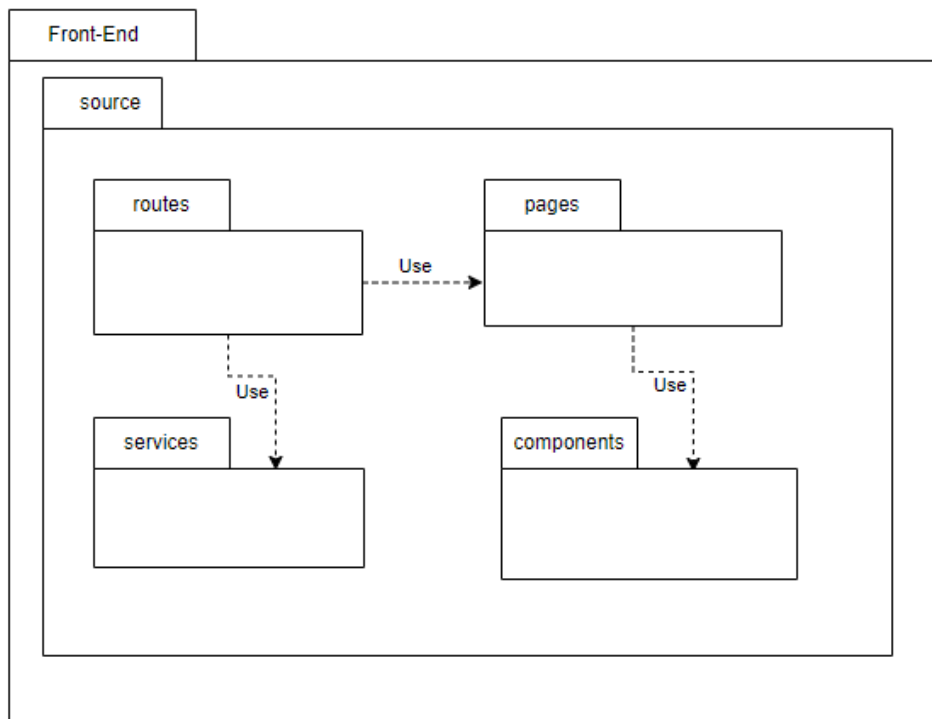 Front-End
source
routes
pages
Use
Use
Use
services
components